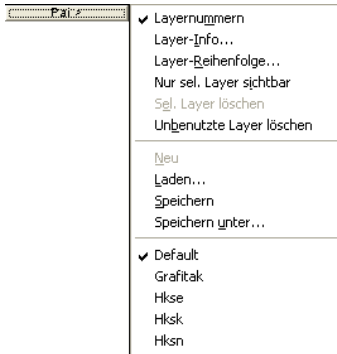 Pal
Layernummern
Layer-Info...
Layer-Reihenfolge...
Nur sel. Layer sichtbar
Sel. Layer löschen
Unbenutzte Layer löschen
Neu
Laden...
Speichern
Speichern unter...
Default
Grafitak
Hkse
Hksk
Hksn